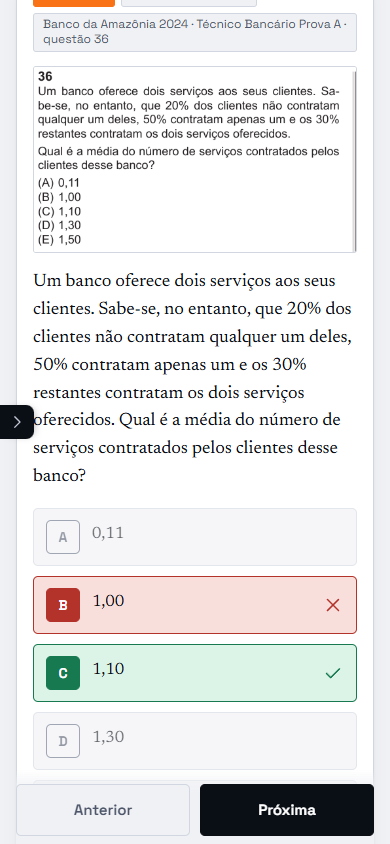 Banco da Amazônia 2024 · Técnico Bancário Prova A ·
questão 36
36
Um banco oferece dois serviços aos seus clientes. Sa-
be-se, no entanto, que 20% dos clientes não contratam
qualquer um deles, 50% contratam apenas um e os 30%
restantes contratam os dois serviços oferecidos.
Qual é a média do número de serviços contratados pelos
clientes desse banco?
(A) 0,11
(B) 1,00
(C) 1,10
(D) 1,30
(E) 1,50
Um banco oferece dois serviços aos seus
clientes. Sabe-se, no entanto, que 20% dos
clientes não contratam qualquer um deles,
50% contratam apenas um e os 30%
restantes contratam os dois serviços
oferecidos. Qual é a média do número de
serviços contratados pelos clientes desse
banco?
A 0,11
B 1,00
C 1,10
D 1,30
Anterior
Próxima